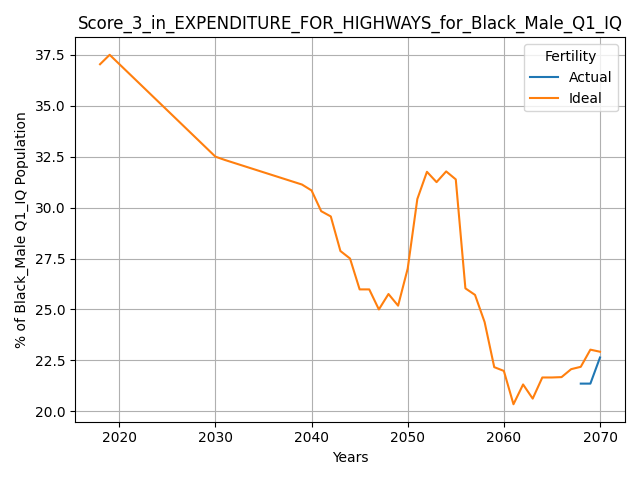 Score_3_in_EXPENDITURE_FOR_HIGHWAYS_for_Black_Male_Q1_IQ
Fertility
Actual
Ideal
37.5
35.0
32.5
30.0
27.5
25.0
22.5
20.0
% of Black_Male Q1_IQ Population
2020 2030 2040 2050 2060 2070
Years